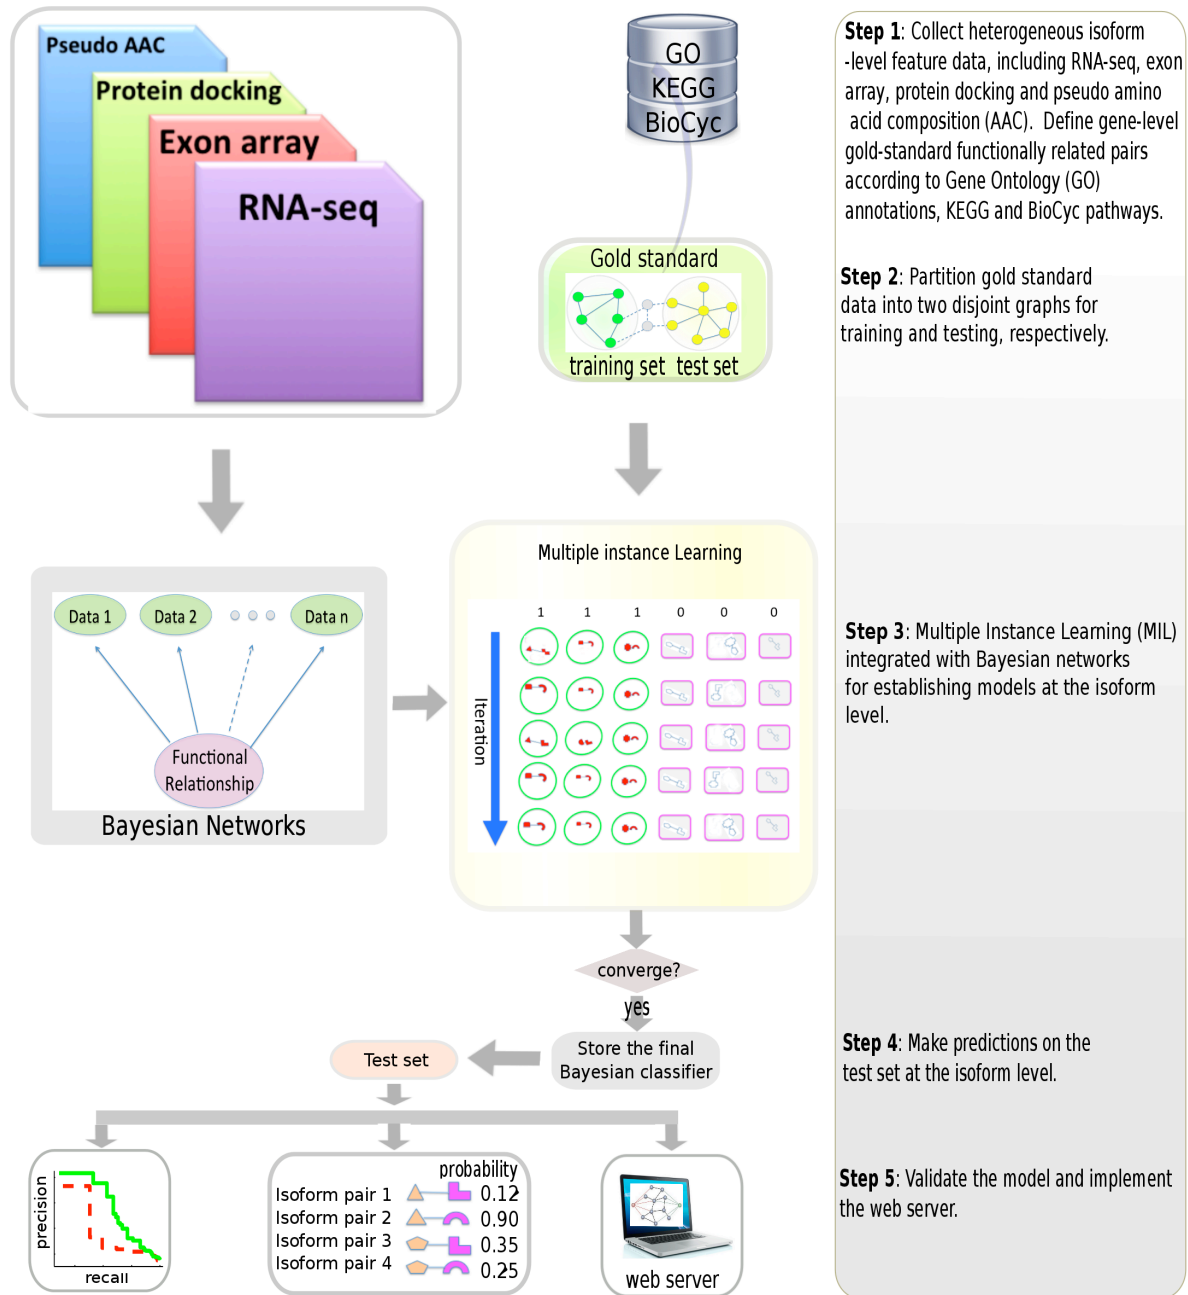 Pseudo AAC
Protein docking
Exon array
RNA-seq
GO
KEGG
BioCyc
Gold standard
training set test set
Step 1: Collect heterogeneous isoform
-level feature data, including RNA-seq, exon
array, protein docking and pseudo amino
acid composition (AAC). Define gene-level
gold-standard functionally related pairs
according to Gene Ontology (GO)
annotations, KEGG and BioCyc pathways.
Step 2: Partition gold standard
data into two disjoint graphs for
training and testing, respectively.
Data 1 Data 2 Data n
Functional
Relationship
Bayesian Networks
Multiple instance Learning
1 1 1 0 0 0
Iteration
Step 3: Multiple Instance Learning (MIL)
integrated with Bayesian networks
for establishing models at the isoform
level.
converge?
yes
Store the final
Bayesian classifier
Test set
Step 4: Make predictions on the
test set at the isoform level.
precision
recall
probability
Isoform pair 1 0.12
Isoform pair 2 0.90
Isoform pair 3 0.35
Isoform pair 4 0.25
web server
Step 5: Validate the model and implement
the web server.